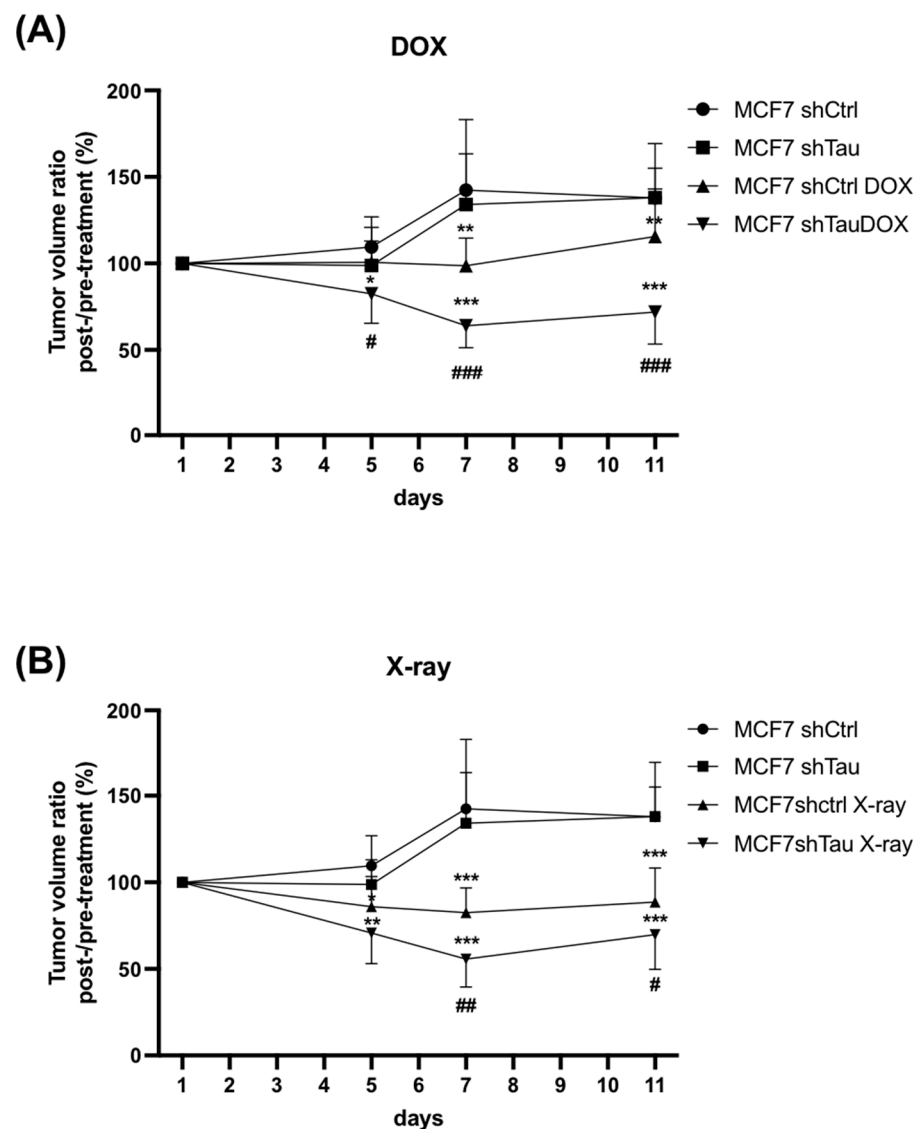 (A)
DOX
Tumor volume ratio
post-/pre-treatment (%)
200
150
100
50
0
**
**
*
***
***
#
###
###
1 2 3 4 5 6 7 8 9 10 11
days
MCF7 shCtrl
MCF7 shTau
MCF7 shCtrl DOX
MCF7 shTauDOX
(B)
X-ray
Tumor volume ratio
post-/pre-treatment (%)
200
150
100
50
0
***
***
*
**
***
***
##
#
1 2 3 4 5 6 7 8 9 10 11
days
MCF7 shCtrl
MCF7 shTau
MCF7shctrl X-ray
MCF7shTau X-ray